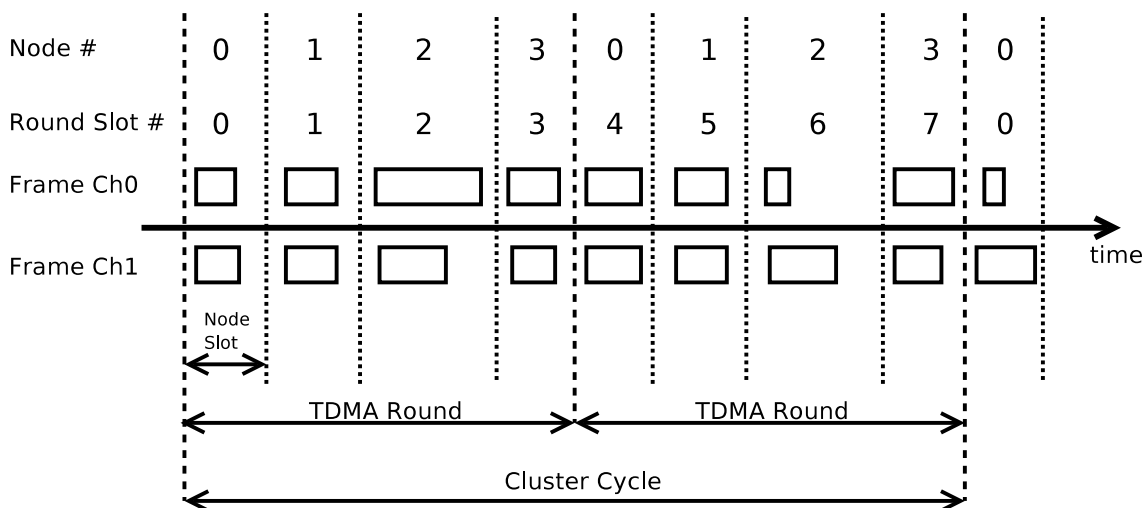 Node # 0 1 2 3 0 1 2 3 0
Round Slot # 0 1 2 3 4 5 6 7 0
Frame Ch0
Frame Ch1
time
Node
Slot
TDMA Round TDMA Round
Cluster Cycle